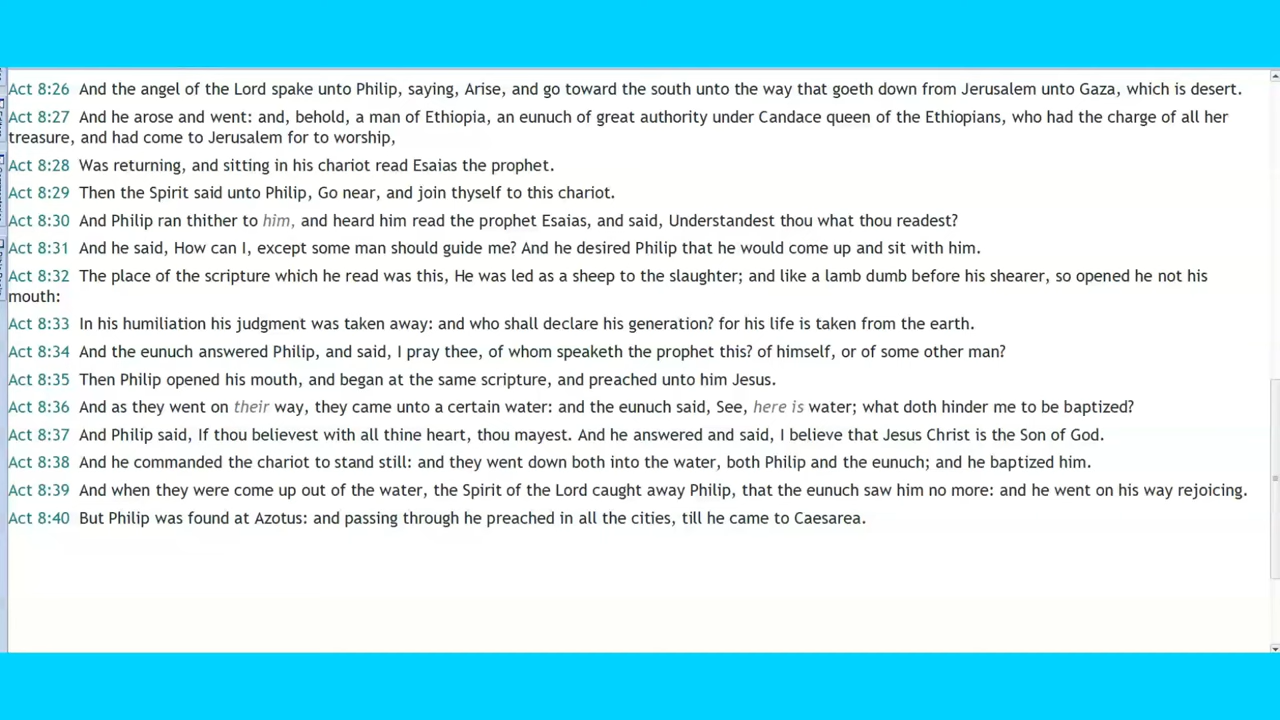 Act 8:26 And the angel of the Lord spake unto Philip, saying, Arise, and go toward the south unto the way that goeth down from Jerusalem unto Gaza, which is desert.
Act 8:27 And he arose and went: and, behold, a man of Ethiopia, an eunuch of great authority under Candace queen of the Ethiopians, who had the charge of all her
treasure, and had come to Jerusalem for to worship,
Act 8:28 Was returning, and sitting in his chariot read Esaias the prophet.
Act 8:29 Then the Spirit said unto Philip, Go near, and join thyself to this chariot.
Act 8:30 And Philip ran thither to him, and heard him read the prophet Esaias, and said, Understandest thou what thou readest?
Act 8:31 And he said, How can I, except some man should guide me? And he desired Philip that he would come up and sit with him.
Act 8:32 The place of the scripture which he read was this, He was led as a sheep to the slaughter; and like a lamb dumb before his shearer, so opened he not his
mouth:
Act 8:33 In his humiliation his judgment was taken away: and who shall declare his generation? for his life is taken from the earth.
Act 8:34 And the eunuch answered Philip, and said, I pray thee, of whom speaketh the prophet this? of himself, or of some other man?
Act 8:35 Then Philip opened his mouth, and began at the same scripture, and preached unto him Jesus.
Act 8:36 And as they went on their way, they came unto a certain water: and the eunuch said, See, here is water; what doth hinder me to be baptized?
Act 8:37 And Philip said, If thou believest with all thine heart, thou mayest. And he answered and said, I believe that Jesus Christ is the Son of God.
Act 8:38 And he commanded the chariot to stand still: and they went down both into the water, both Philip and the eunuch; and he baptized him.
Act 8:39 And when they were come up out of the water, the Spirit of the Lord caught away Philip, that the eunuch saw him no more: and he went on his way rejoicing.
Act 8:40 But Philip was found at Azotus: and passing through he preached in all the cities, till he came to Caesarea.